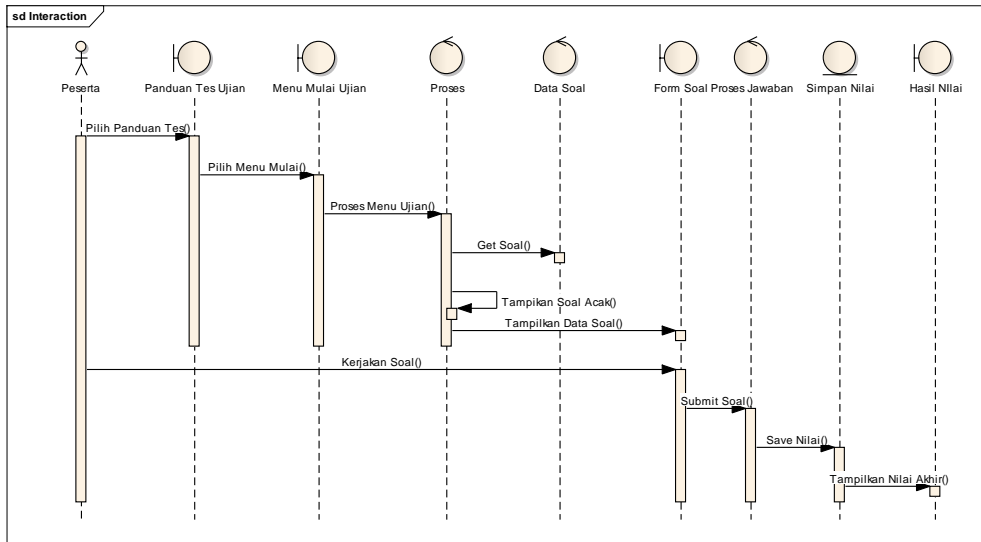 sd Interaction
Peserta
Panduan Tes Ujian
Menu Mulai Ujian
Proses
Data Soal
Form Soal
Proses Jawaban
Simpan Nilai
Hasil NIlai
Pilih Panduan Tes()
Pilih Menu Mulai()
Proses Menu Ujian()
Get Soal()
Tampikan Soal Acak()
Tampilkan Data Soal()
Kerjakan Soal()
Submit Soal()
Save Nilai()
Tampilkan Nilai Akhir()